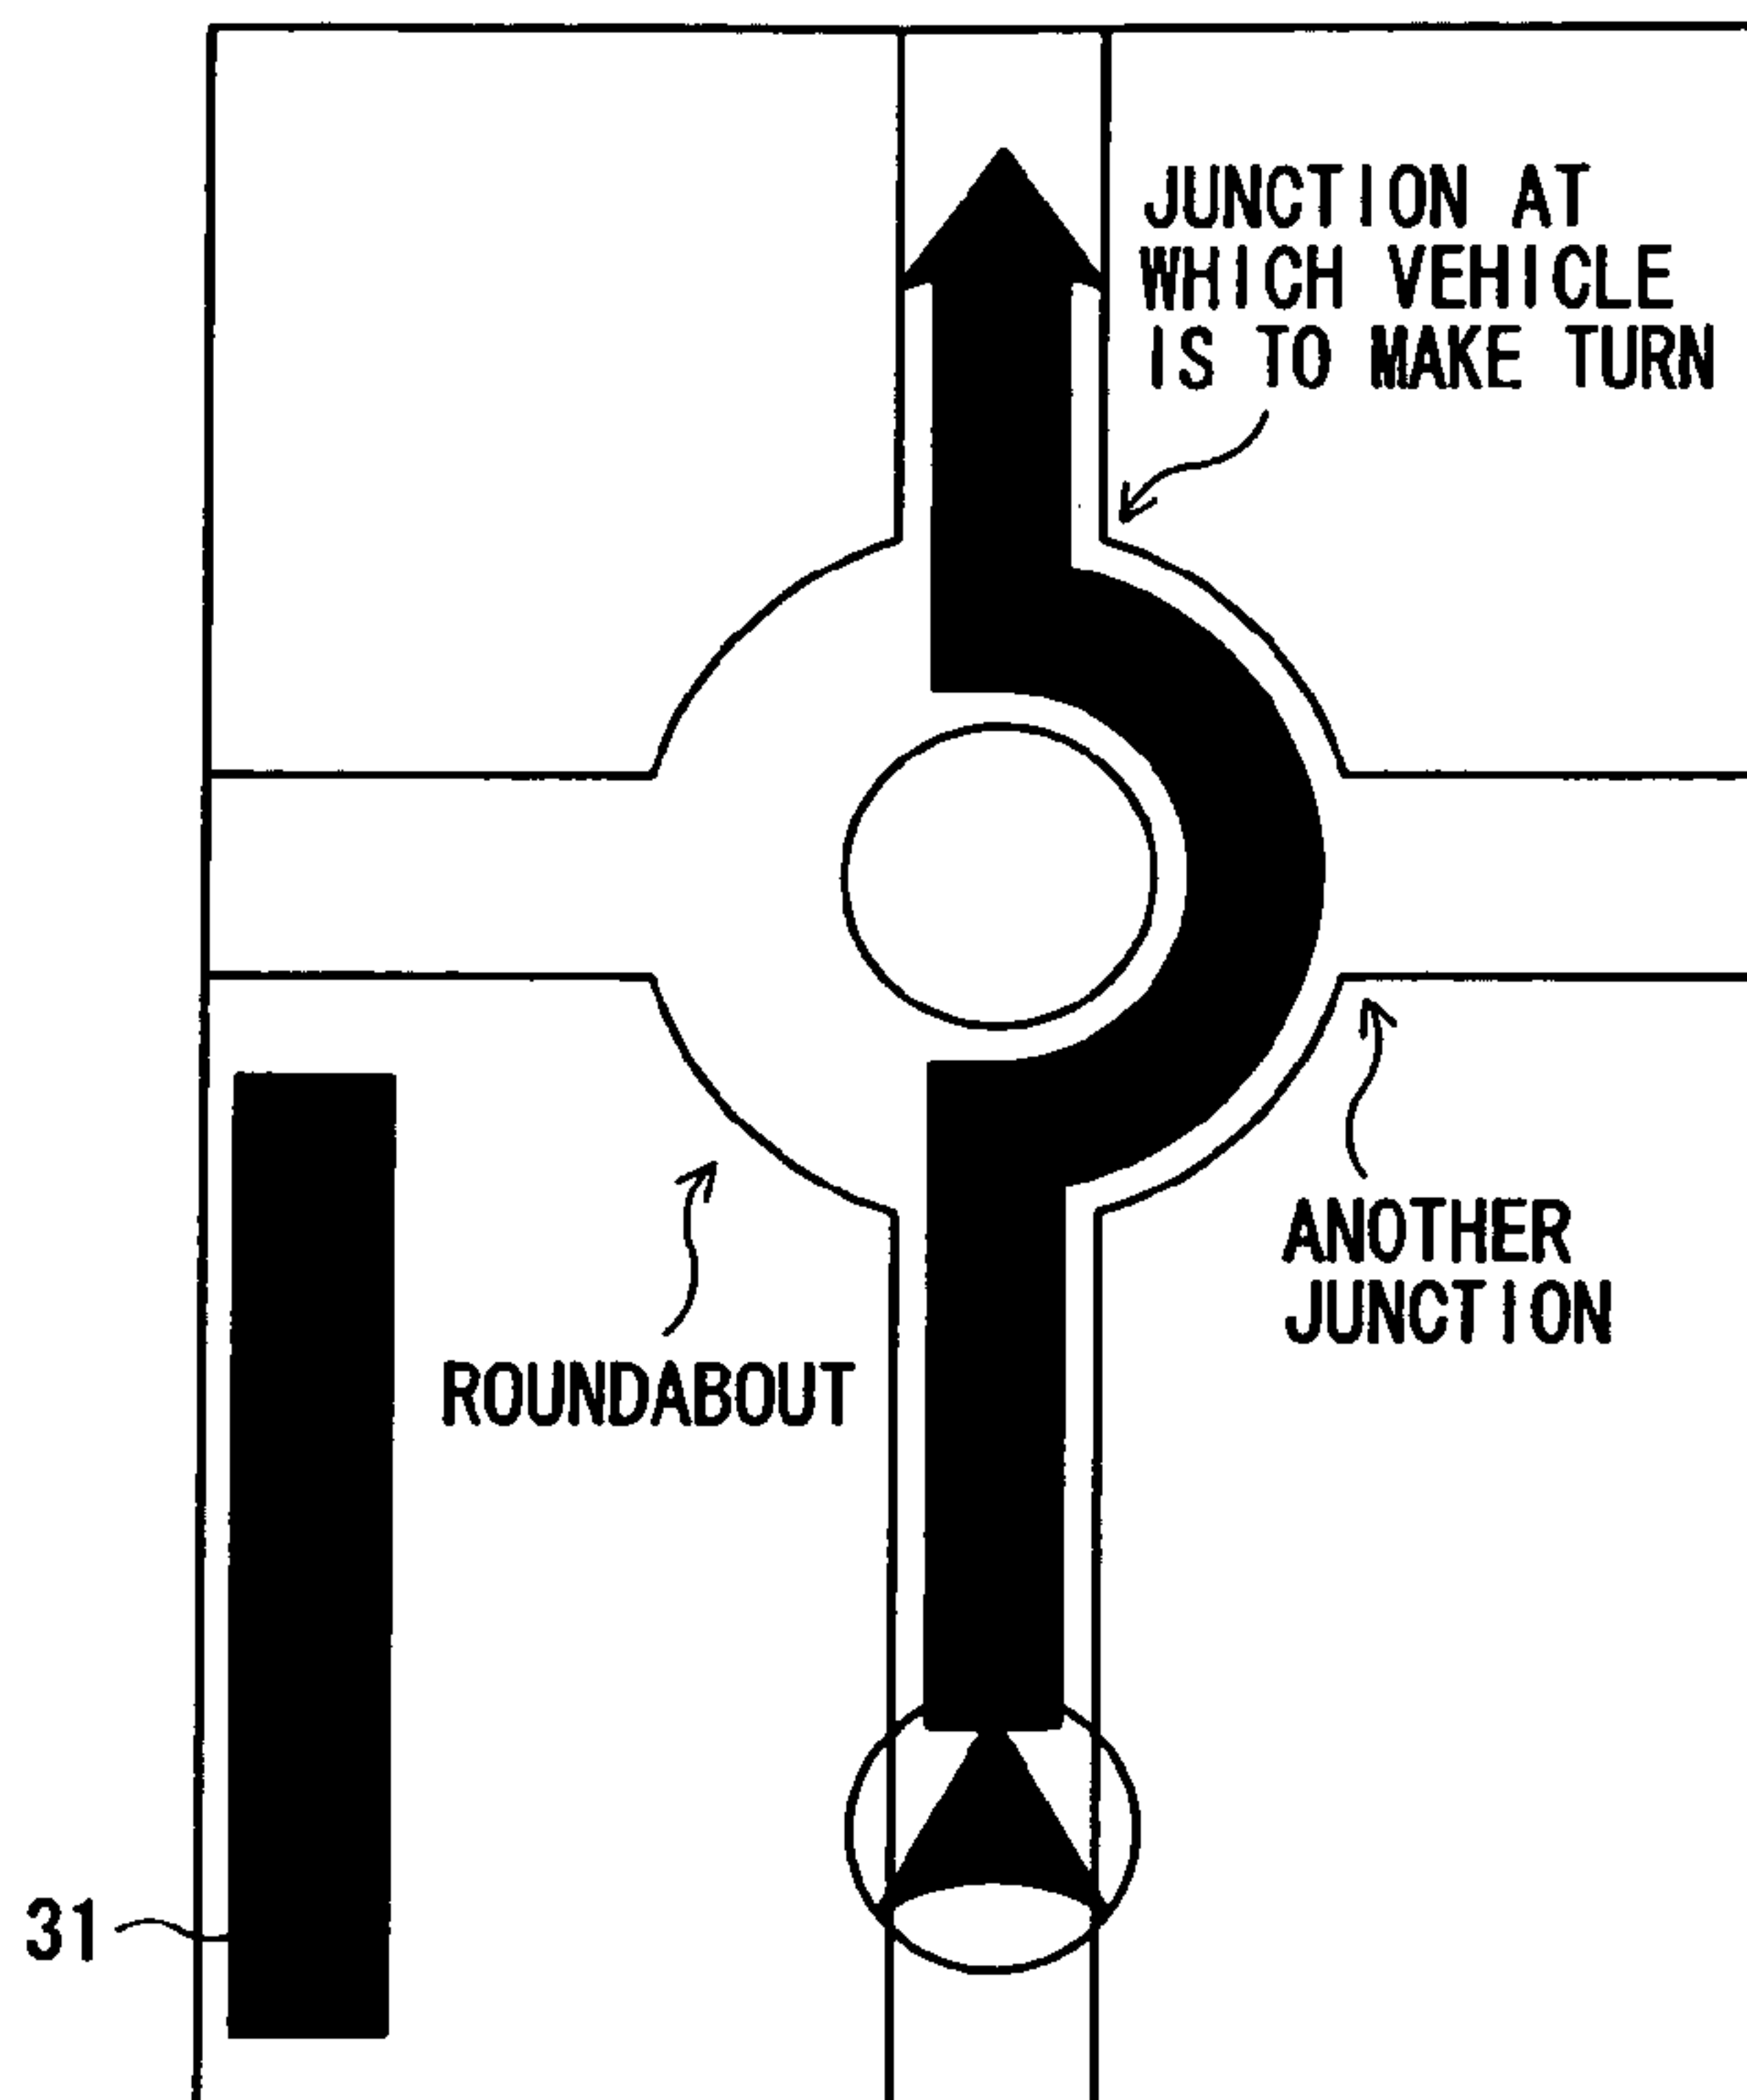 JUNCTION AT
WHICH VEHICLE
IS TO MAKE TURN
ANOTHER
JUNCTION
ROUNDABOUT
31